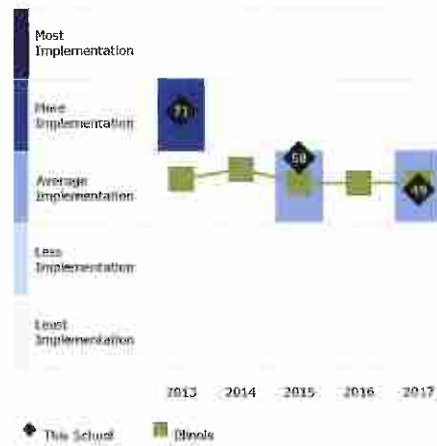 Most
Implementation
More
Implementation
71
58
Average
Implementation
49
Less
Implementation
Least
Implementation
2013 2014 2015 2016 2017
This School Illinois